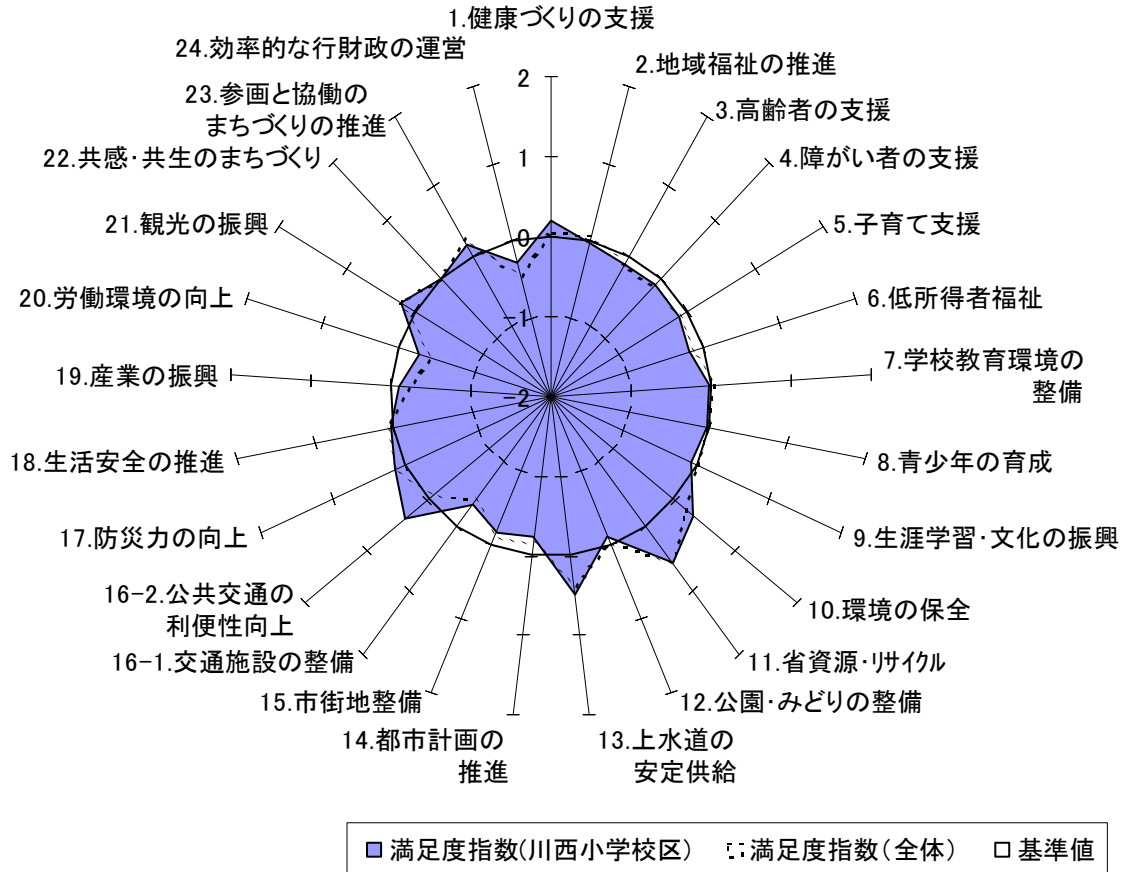 1.健康づくりの支援
2.地域福祉の推進
3.高齢者の支援
4.障がい者の支援
5.子育て支援
6.低所得者福祉
7.学校教育環境の
整備
8.青少年の育成
9.生涯学習・文化の振興
10.環境の保全
11.省資源・ﾘｻｲｸﾙ
12.公園・みどりの整備
13.上水道の
安定供給
14.都市計画の
推進
15.市街地整備
16-1.交通施設の整備
16-2.公共交通の
利便性向上
17.防災力の向上
18.生活安全の推進
19.産業の振興
20.労働環境の向上
21.観光の振興
22.共感・共生のまちづくり
23.参画と協働の
まちづくりの推進
24.効率的な行財政の運営
2
1
0
-1
-2
満足度指数(川西小学校区)
満足度指数(全体)
基準値